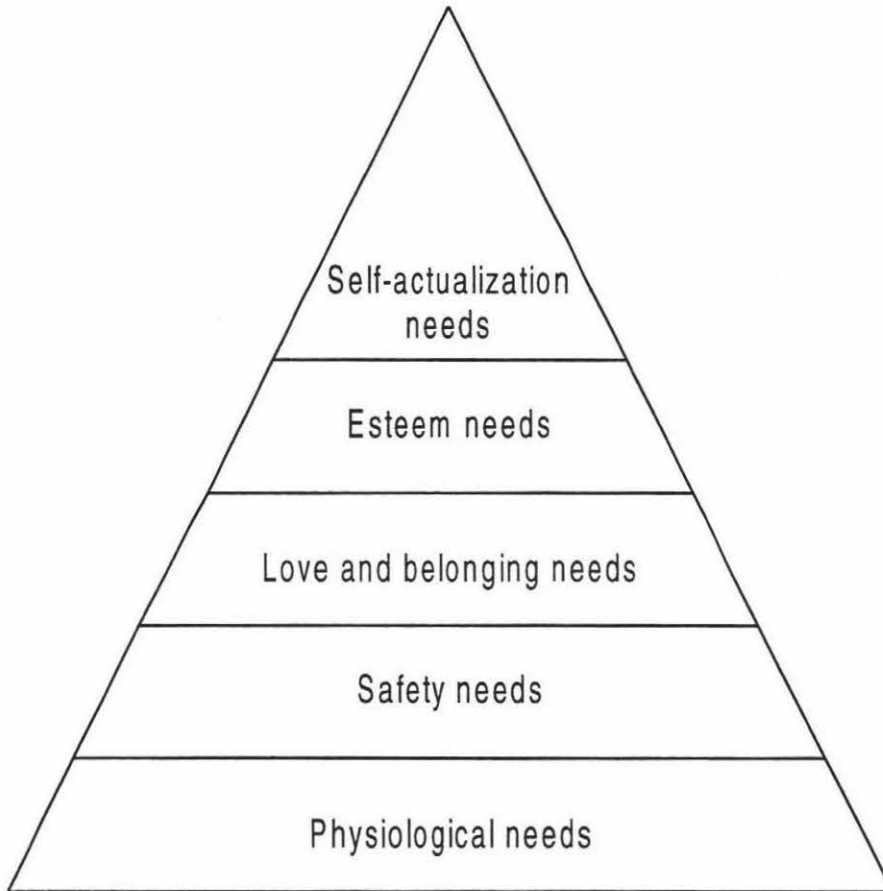 Self-actualization
needs
Esteem needs
Love and belonging needs
Safety needs
Physiological needs